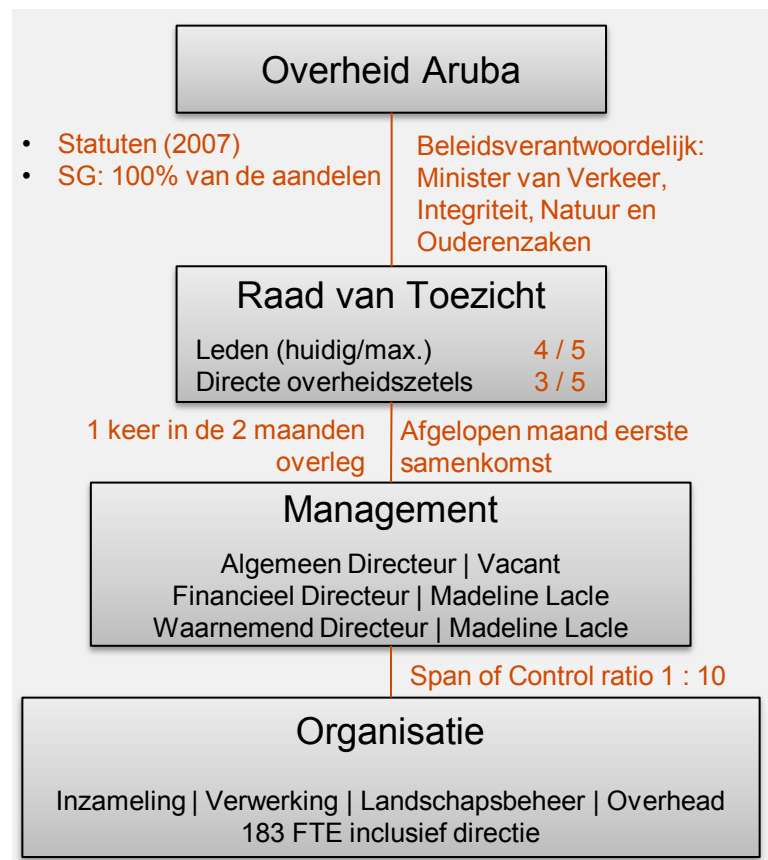 Overheid Aruba
• Statuten (2007)
• SG: 100% van de aandelen
Beleidsverantwoordelijk:
Minister van Verkeer,
Integriteit, Natuur en
Ouderenzaken
Raad van Toezicht
Leden (huidig/max.) 4 / 5
Directe overheidszetels 3 / 5
1 keer in de 2 maanden
overleg
Afgelopen maand eerste
samenkomst
Management
Algemeen Directeur | Vacant
Financieel Directeur | Madeline Lacle
Waarnemend Directeur | Madeline Lacle
Span of Control ratio 1 : 10
Organisatie
Inzameling | Verwerking | Landschapsbeheer | Overhead
183 FTE inclusief directie